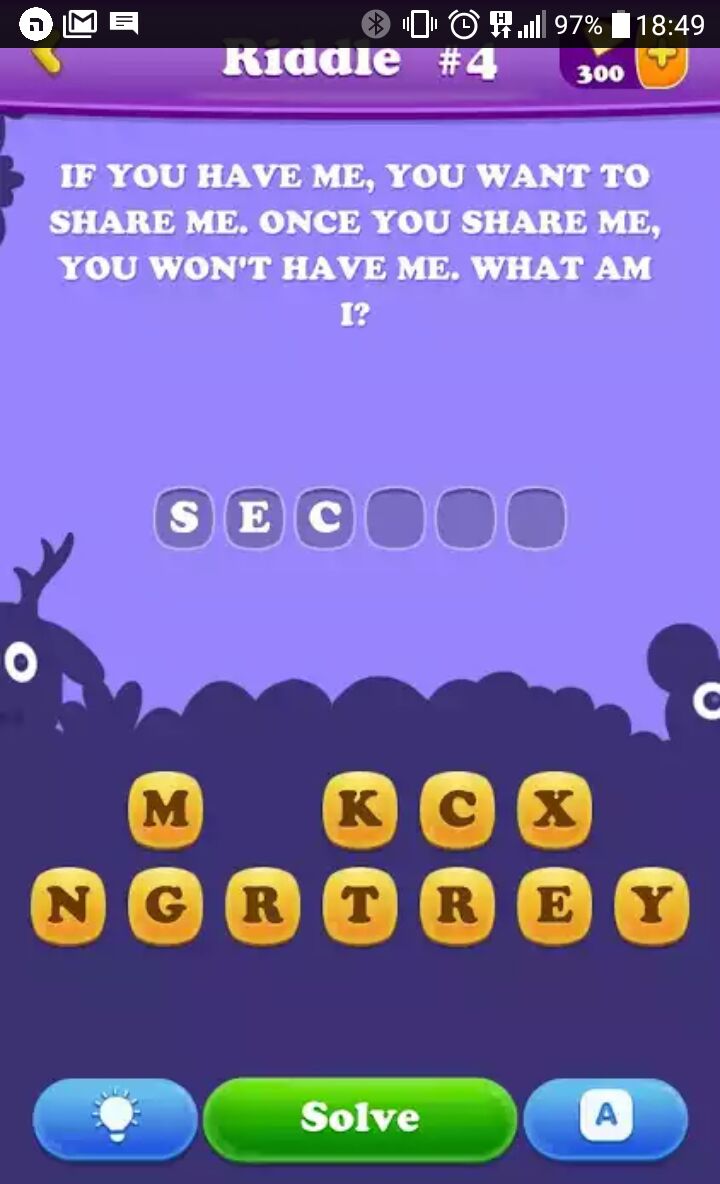 97% 18:49
Riddle #4
300
IF YOU HAVE ME, YOU WANT TO
SHARE ME. ONCE YOU SHARE ME,
YOU WON'T HAVE ME. WHAT AM
I?
S E C
M K C X
N G R T R E Y
Solve A